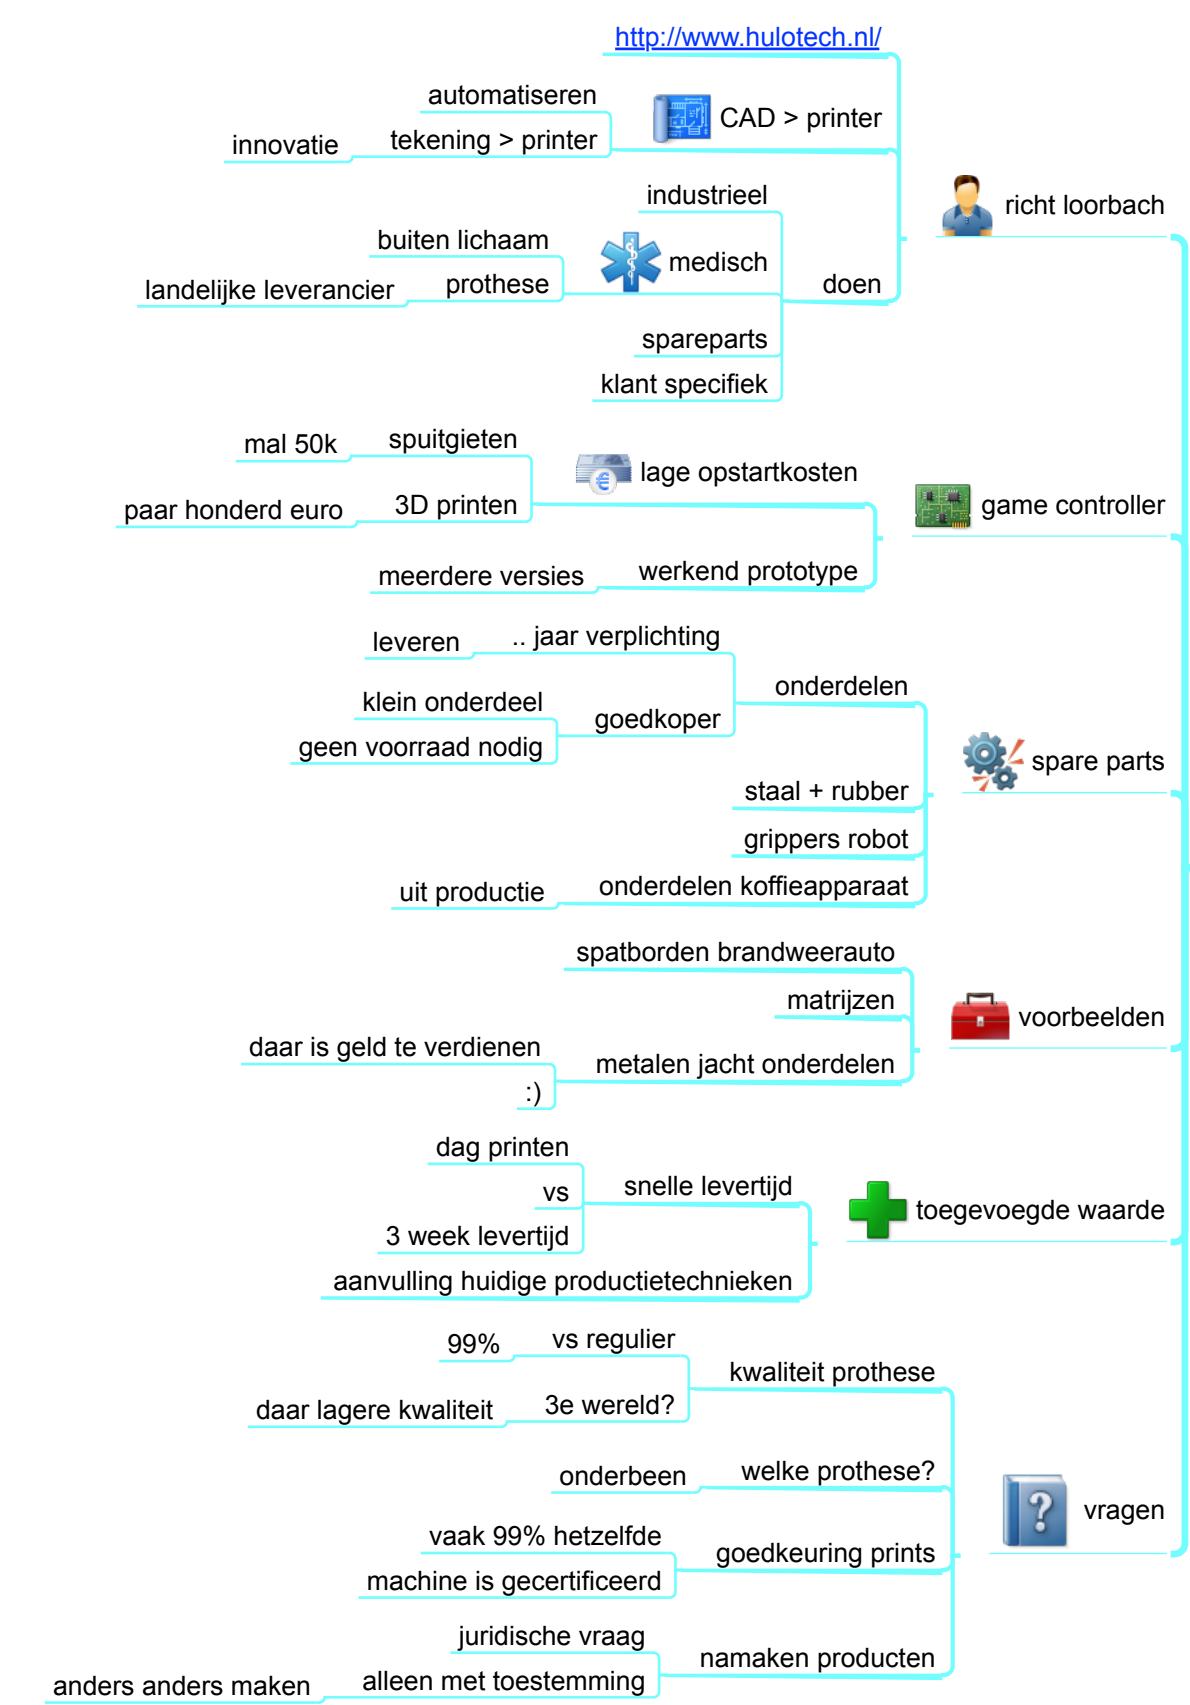 http://www.hulotech.nl/
automatiseren
CAD > printer
tekening > printer
innovatie
richt loorbach
industrieel
buiten lichaam
medisch
prothese
landelijke leverancier
doen
spareparts
klant specifiek
spuitgieten
mal 50k
lage opstartkosten
3D printen
paar honderd euro
game controller
werkend prototype
meerdere versies
.. jaar verplichting
leveren
onderdelen
klein onderdeel
goedkoper
geen voorraad nodig
spare parts
staal + rubber
grippers robot
onderdelen koffieapparaat
uit productie
spatborden brandweerauto
matrijzen
voorbeelden
daar is geld te verdienen
metalen jacht onderdelen
:)
dag printen
vs
snelle levertijd
3 week levertijd
toegevoegde waarde
aanvulling huidige productietechnieken
vs regulier
99%
kwaliteit prothese
3e wereld?
daar lagere kwaliteit
welke prothese?
onderbeen
vragen
vaak 99% hetzelfde
goedkeuring prints
machine is gecertificeerd
juridische vraag
namaken producten
alleen met toestemming
anders anders maken